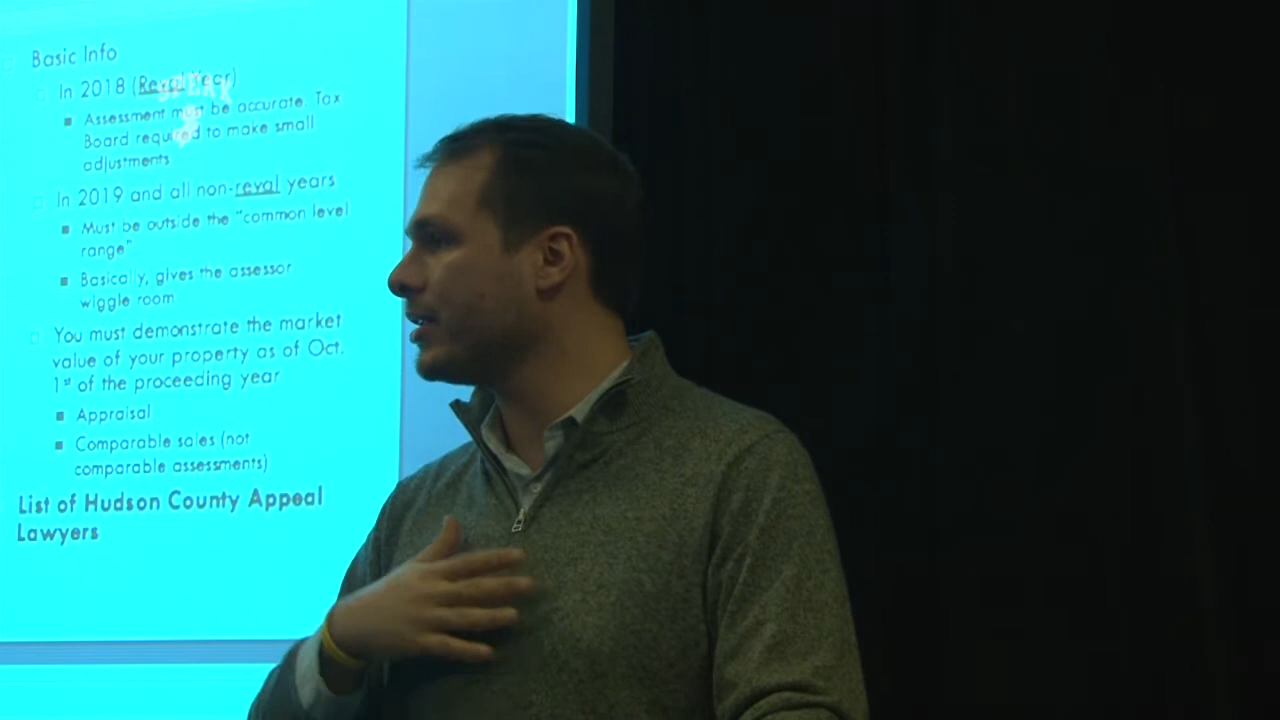 Basic Info
In 2018 (Reval Year)
Assessment must be accurate. Tax
Board required to make small
adjustments
In 2019 and all non-reval years
Must be outside the "common level
range"
Basically, gives the assessor
wiggle room
You must demonstrate the market
value of your property as of Oct.
1st of the proceeding year
Appraisal
Comparable sales (not
comparable assessments)
List of Hudson County Appeal
Lawyers